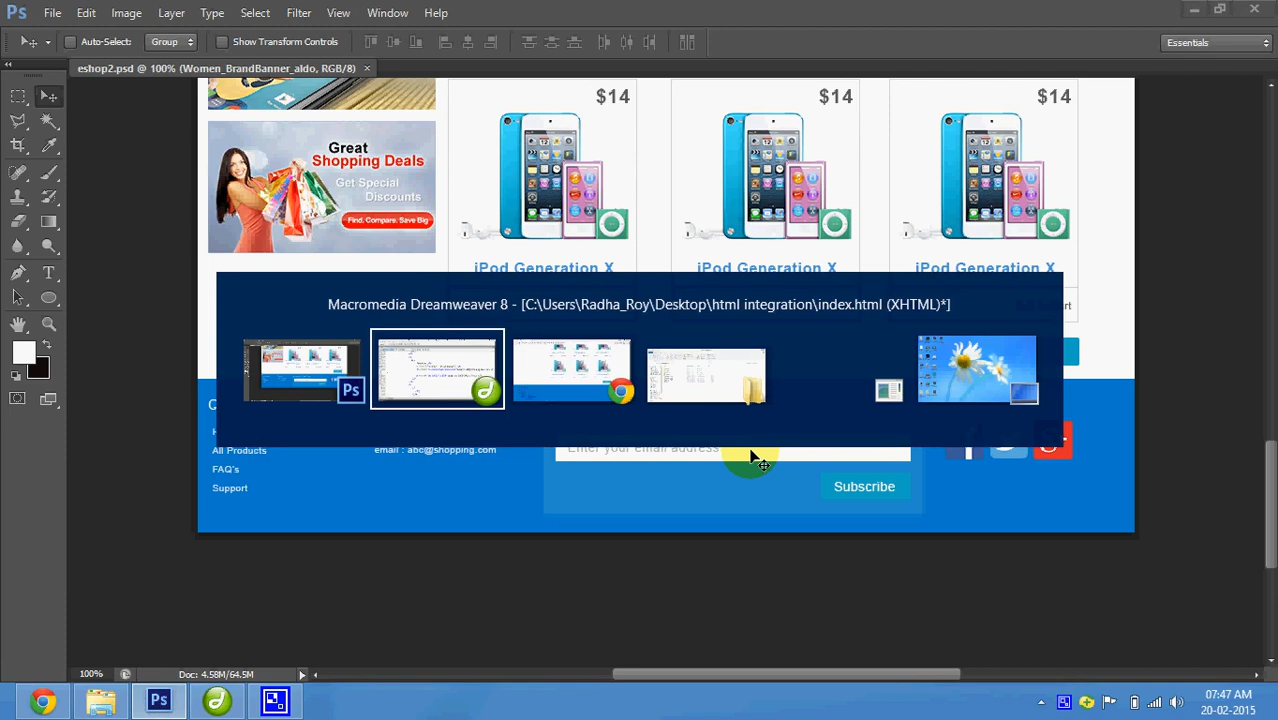 Ps File Edit Image Layer Type Select Filter View Window Help
Auto-Select: Group Show Transform Controls Essentials
eshop2.psd @ 100% (Women_BrandBanner_aldo, RGB/8) ×
$14 $14 $14
Great
Shopping Deals
Get Special
Discounts
Find. Compare. Save Big
iPod Generation X iPod Generation X iPod Generation X
Macromedia Dreamweaver 8 - [C:\Users\Radha_Roy\Desktop\html integration\index.html (XHTML)*]
Ps
All Products email : abc@shopping.com Enter your email address
FAQ's
Support Subscribe
100% Doc: 4.58M/64.5M
Ps
07:47 AM
20-02-2015